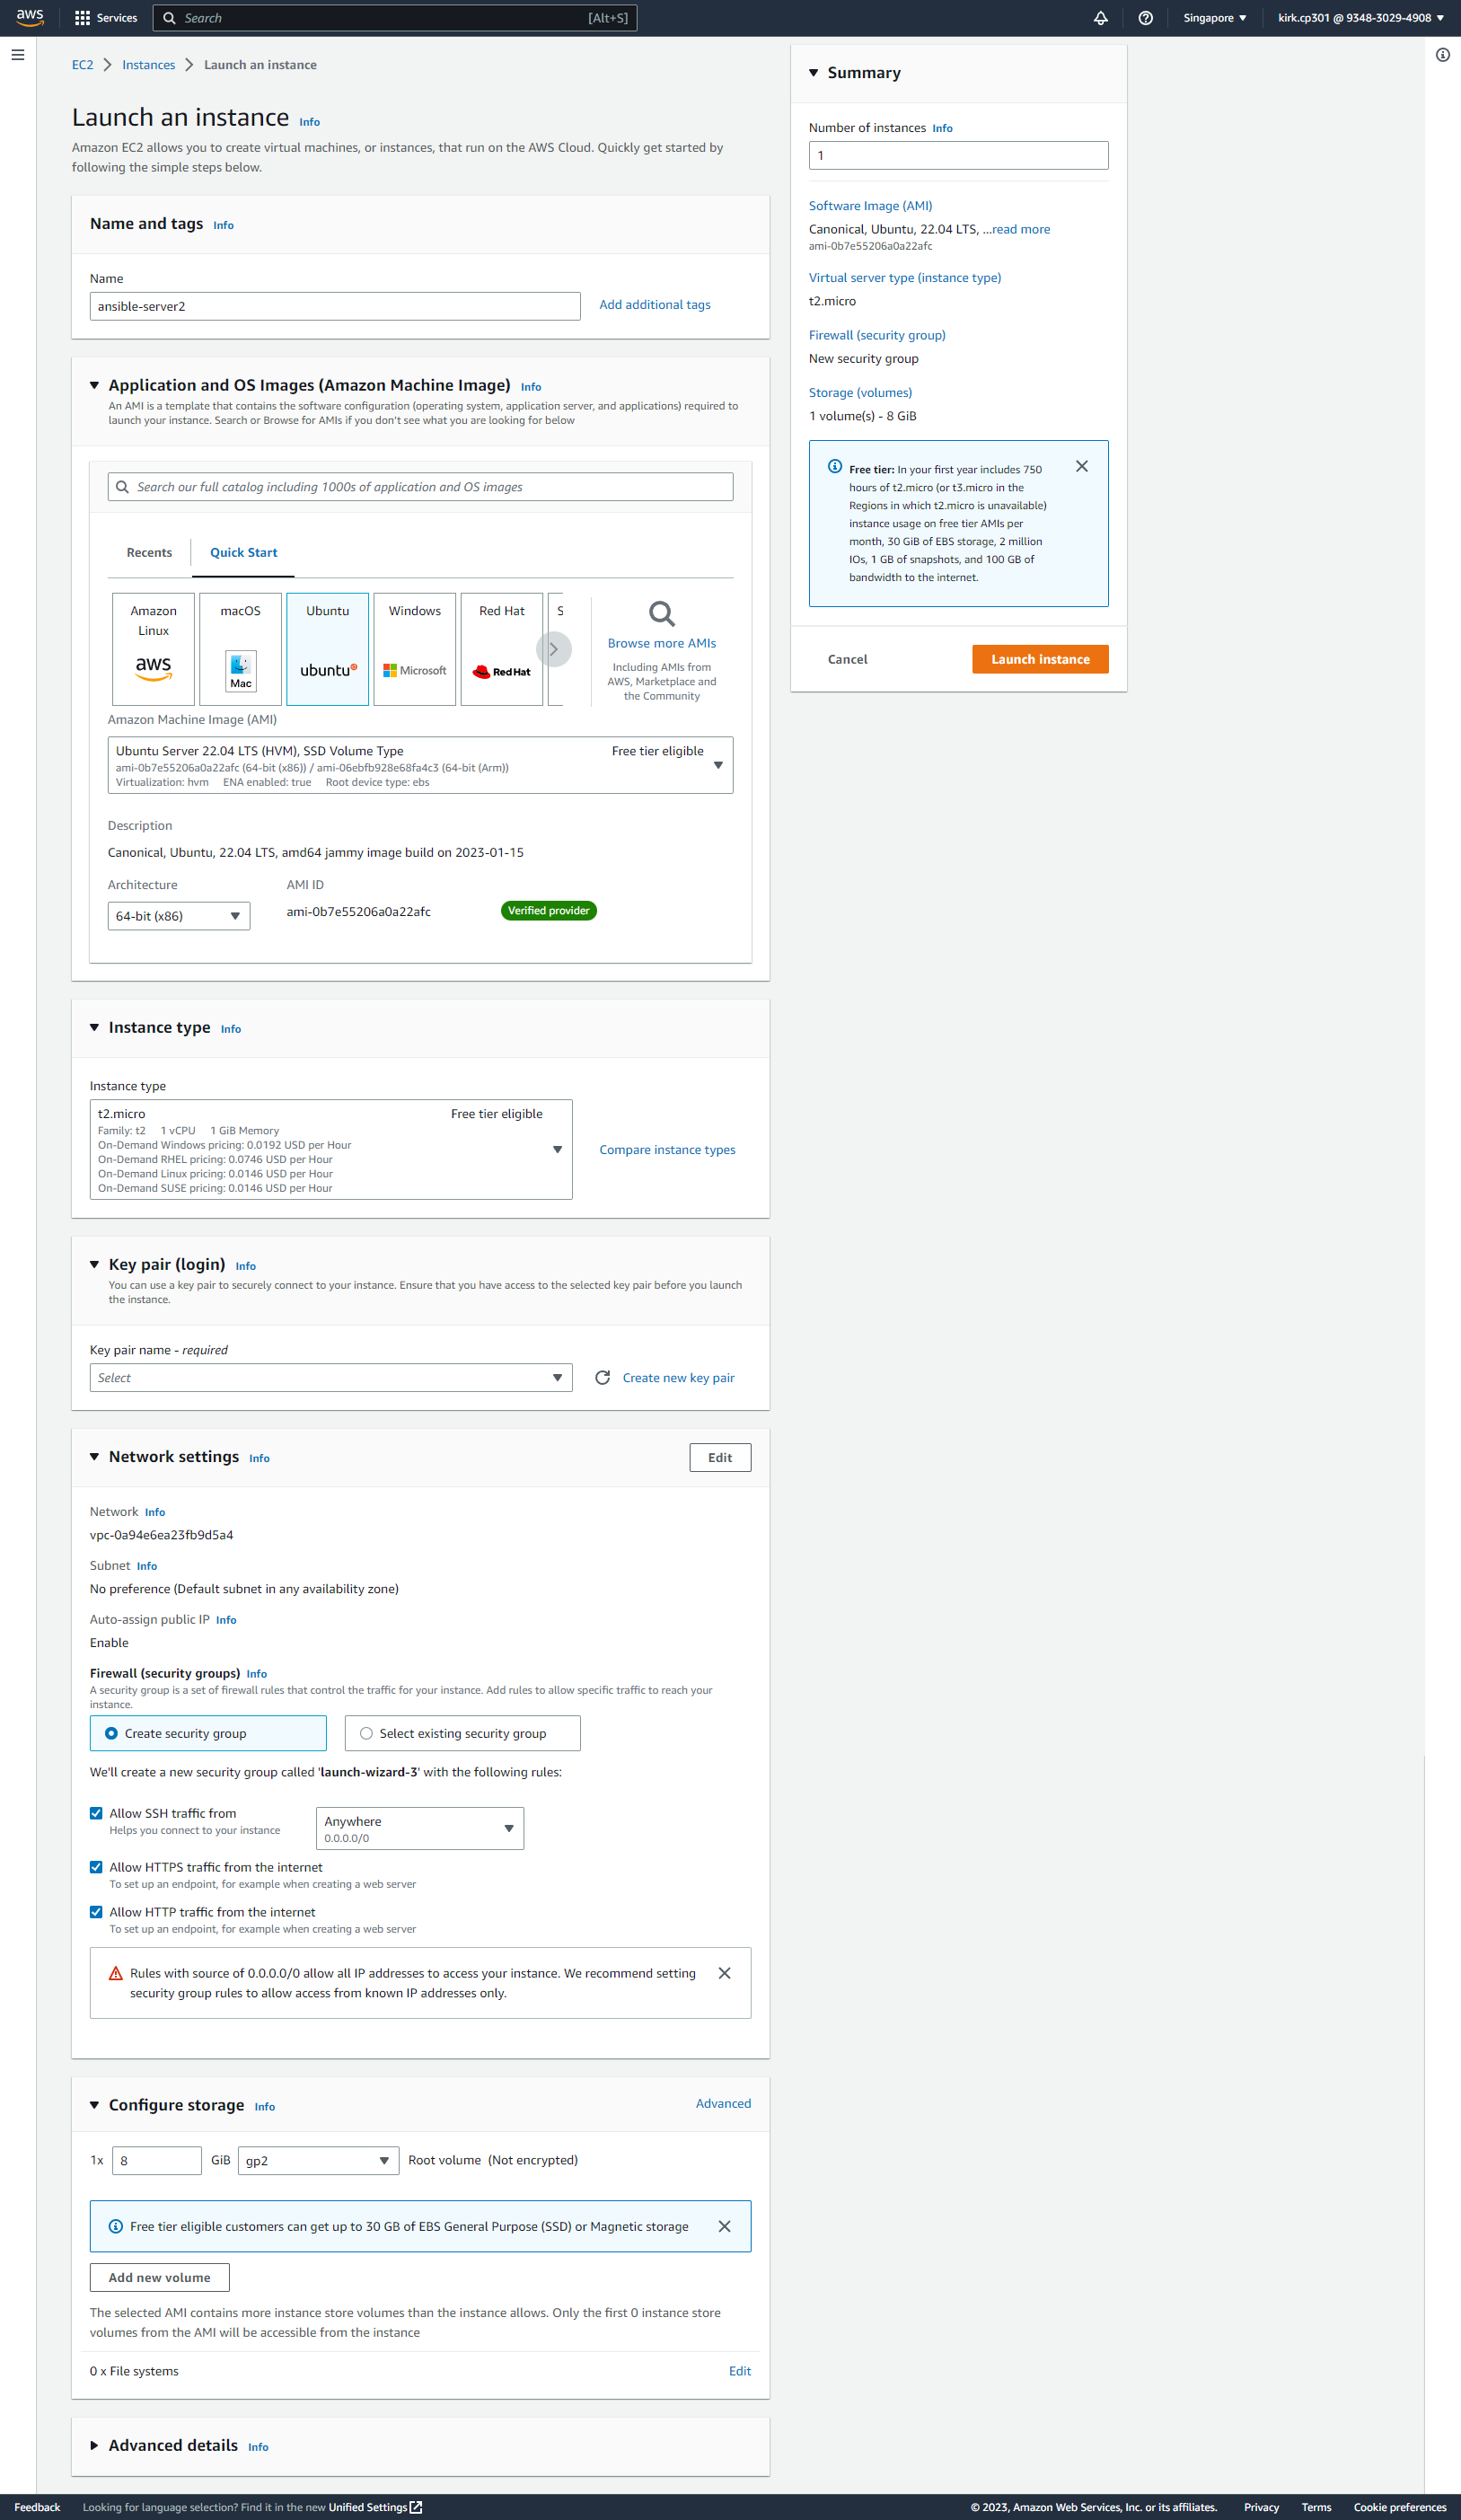 aws
Services
Search
[Alt+S]
Singapore
kirk.cp301 @ 9348-3029-4908
EC2
Instances
Launch an instance
Launch an instance Info
Amazon EC2 allows you to create virtual machines, or instances, that run on the AWS Cloud. Quickly get started by
following the simple steps below.
Name and tags Info
Name
ansible-server2
Add additional tags
Application and OS Images (Amazon Machine Image) Info
An AMI is a template that contains the software configuration (operating system, application server, and applications) required to
launch your instance. Search or Browse for AMIs if you don't see what you are looking for below
Search our full catalog including 1000s of application and OS images
Recents
Quick Start
Amazon
Linux
aws
macOS
Mac
Ubuntu
ubuntu
Windows
Microsoft
Red Hat
RedHat
S
Browse more AMIs
Including AMIs from
AWS, Marketplace and
the Community
Amazon Machine Image (AMI)
Ubuntu Server 22.04 LTS (HVM), SSD Volume Type
Free tier eligible
ami-0b7e55206a0a22afc (64-bit (x86)) / ami-06ebfb928e68fa4c3 (64-bit (Arm))
Virtualization: hvm ENA enabled: true Root device type: ebs
Description
Canonical, Ubuntu, 22.04 LTS, amd64 jammy image build on 2023-01-15
Architecture
AMI ID
64-bit (x86)
ami-0b7e55206a0a22afc
Verified provider
Instance type Info
Instance type
t2.micro
Free tier eligible
Family: t2 1 vCPU 1 GiB Memory
On-Demand Windows pricing: 0.0192 USD per Hour
On-Demand RHEL pricing: 0.0746 USD per Hour
On-Demand Linux pricing: 0.0146 USD per Hour
On-Demand SUSE pricing: 0.0146 USD per Hour
Compare instance types
Key pair (login) Info
You can use a key pair to securely connect to your instance. Ensure that you have access to the selected key pair before you launch
the instance.
Key pair name - required
Select
Create new key pair
Network settings Info
Edit
Network Info
vpc-0a94e6ea23fb9d5a4
Subnet Info
No preference (Default subnet in any availability zone)
Auto-assign public IP Info
Enable
Firewall (security groups) Info
A security group is a set of firewall rules that control the traffic for your instance. Add rules to allow specific traffic to reach your
instance.
Create security group
Select existing security group
We'll create a new security group called 'launch-wizard-3' with the following rules:
Allow SSH traffic from
Helps you connect to your instance
Anywhere
0.0.0.0/0
Allow HTTPS traffic from the internet
To set up an endpoint, for example when creating a web server
Allow HTTP traffic from the internet
To set up an endpoint, for example when creating a web server
Rules with source of 0.0.0.0/0 allow all IP addresses to access your instance. We recommend setting
security group rules to allow access from known IP addresses only.
Configure storage Info
Advanced
1x
8
GiB
gp2
Root volume (Not encrypted)
Free tier eligible customers can get up to 30 GB of EBS General Purpose (SSD) or Magnetic storage
Add new volume
The selected AMI contains more instance store volumes than the instance allows. Only the first 0 instance store
volumes from the AMI will be accessible from the instance
0 x File systems
Edit
Advanced details Info
Summary
Number of instances Info
1
Software Image (AMI)
Canonical, Ubuntu, 22.04 LTS, ...read more
ami-0b7e55206a0a22afc
Virtual server type (instance type)
t2.micro
Firewall (security group)
New security group
Storage (volumes)
1 volume(s) - 8 GiB
Free tier: In your first year includes 750
hours of t2.micro (or t3.micro in the
Regions in which t2.micro is unavailable)
instance usage on free tier AMIs per
month, 30 GiB of EBS storage, 2 million
IOs, 1 GB of snapshots, and 100 GB of
bandwidth to the internet.
Cancel
Launch instance
Feedback
Looking for language selection? Find it in the new Unified Settings
© 2023, Amazon Web Services, Inc. or its affiliates.
Privacy
Terms
Cookie preferences